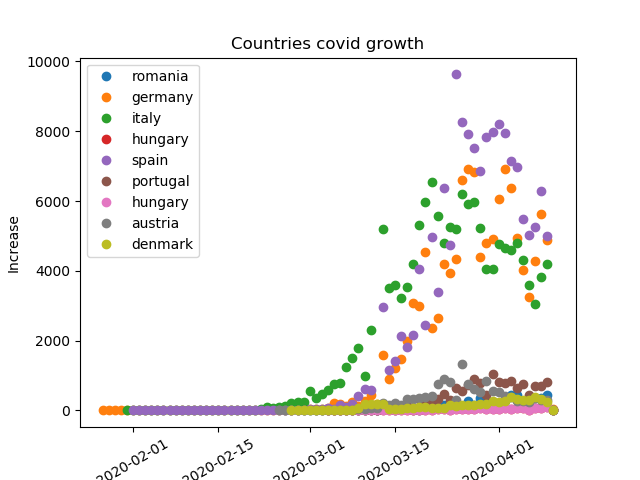 Countries covid growth
10000
8000
6000
4000
2000
0
Increase
romania
germany
italy
hungary
spain
portugal
hungary
austria
denmark
2020-02-01
2020-02-15
2020-03-01
2020-03-15
2020-04-01